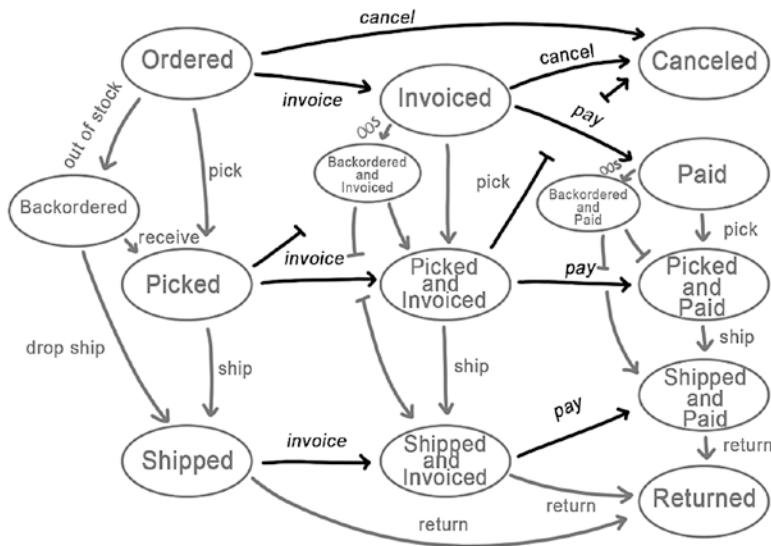 cancel
Ordered
cancel
Canceled
invoice
Invoiced
out of stock
pay
oos
Backordered
and
Invoiced
pick
pick
oos
Paid
Backordered
and
Paid
Backordered
receive
pick
invoice
Picked
Picked
and
Invoiced
pay
Picked
and
Paid
drop ship
ship
ship
ship
Shipped
and
Paid
pay
invoice
Shipped
Shipped
and
Invoiced
return
return
Returned
return